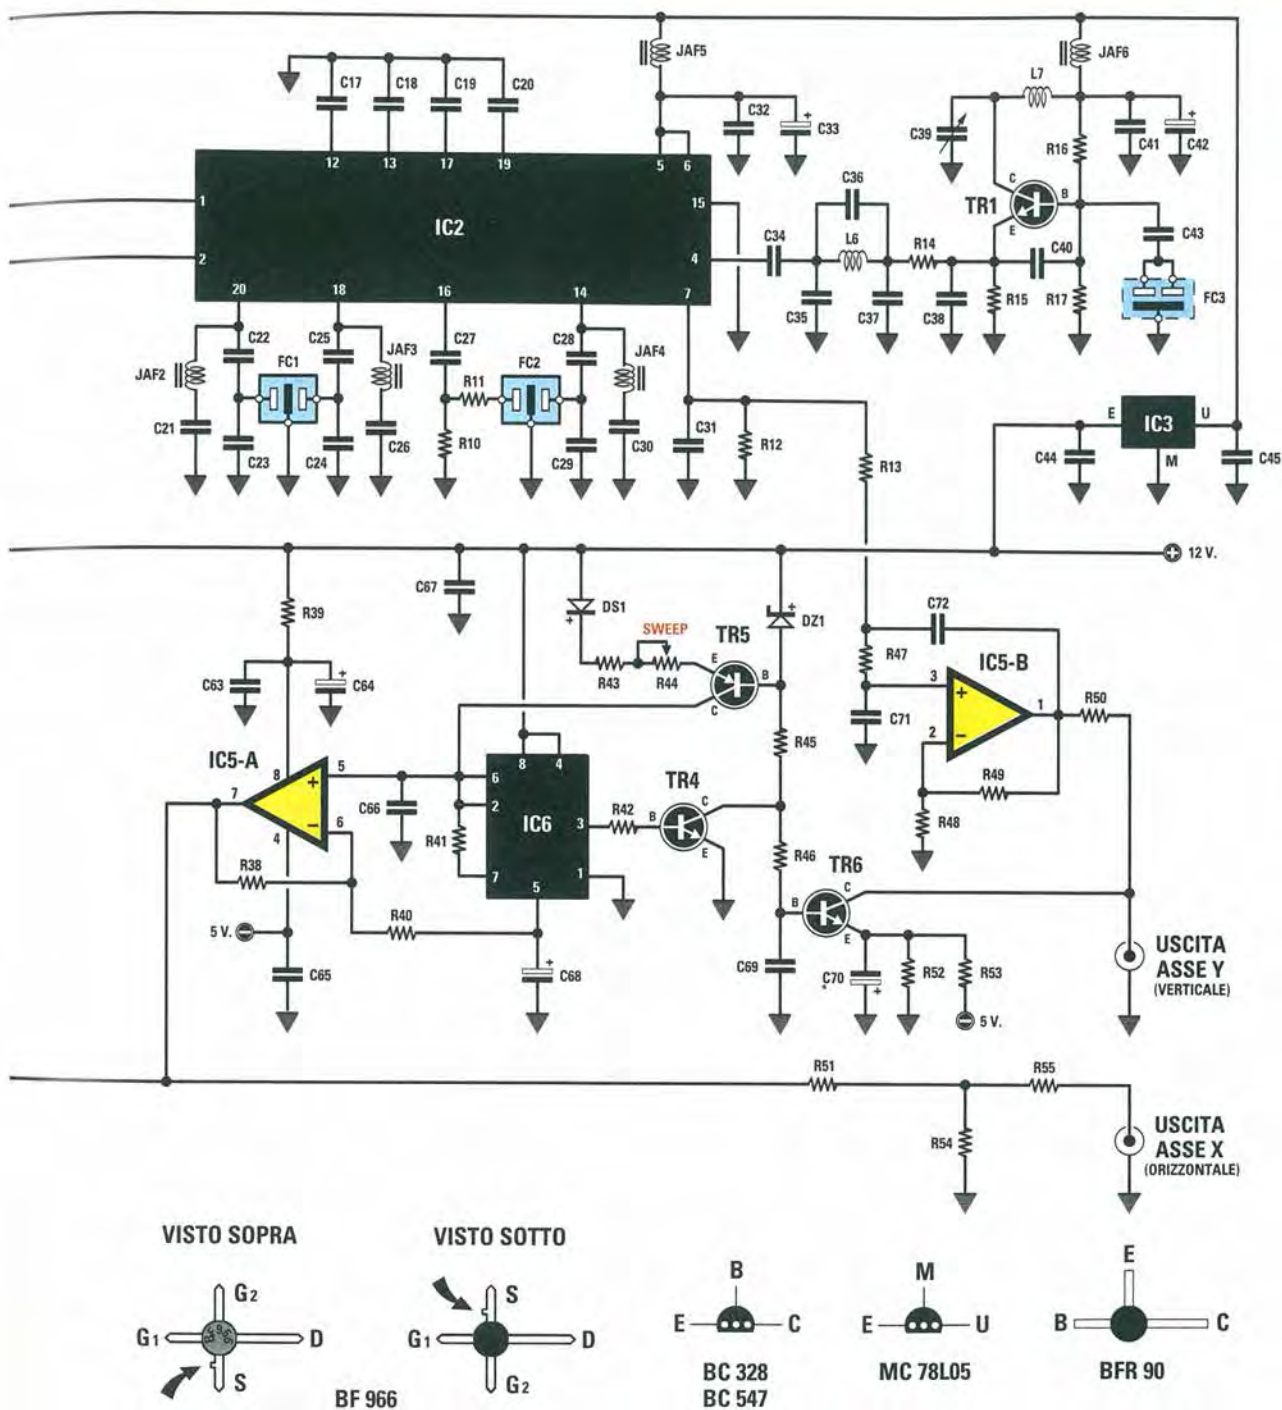 JAF5
JAF6
C17
C18
C19
C20
L7
C32
C33
C39
C41
C42
R16
12
13
17
19
5
6
C
B
TR1
E
1
15
IC2
C36
C43
2
4
C34
L6
R14
C40
20
18
16
14
7
C35
C37
C38
R15
R17
FC3
C22
C25
C27
C28
JAF2
FC1
JAF3
R11
FC2
JAF4
E
IC3
U
C21
C23
C24
C26
R10
C29
C30
C31
R12
R13
C44
M
C45
12 V.
C67
R39
DS1
DZ1
C72
SWEEP
TR5
R47
IC5-B
C63
C64
R43
R44
E
B
C
3
1
R50
C71
2
R45
R49
IC5-A
8
5
8
4
TR4
7
6
C66
6
2
IC6
3
R42
B
C
R48
4
R41
R46
TR6
R38
7
1
E
5
C
B
R40
E
5 V.
USCITA
ASSE Y
(VERTICALE)
C65
C68
C69
C70
R52
R53
5 V.
R51
R55
R54
USCITA
ASSE X
(ORIZZONTALE)
VISTO SOPRA
VISTO SOTTO
G2
G1
D
S
BF 966
S
G1
D
G2
B
E C
BC 328
BC 547
M
E U
MC 78L05
E
B C
BFR 90